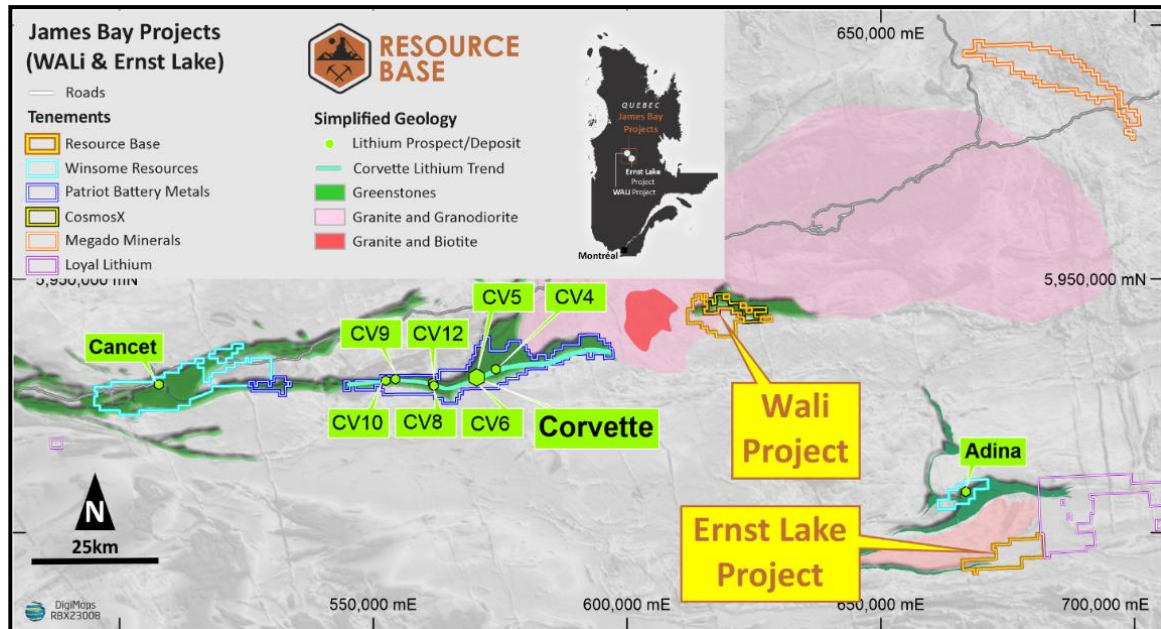 James Bay Projects
(WALi & Ernst Lake)
Roads
Tenements
Resource Base
Winsome Resources
Patriot Battery Metals
CosmosX
Megado Minerals
Loyal Lithium
RESOURCE
BASE
Simplified Geology
Lithium Prospect/Deposit
Corvette Lithium Trend
Greenstones
Granite and Granodiorite
Granite and Biotite
QUEBEC
James Bay
Projects
Ernst Lake
Project
WALi Project
Montréal
650,000 mE
5,950,000 mN
5,950,000 mN
CV5
CV4
CV9
CV12
Cancet
CV10
CV8
CV6
Corvette
Wali
Project
Adina
Ernst Lake
Project
N
25km
550,000 mE
600,000 mE
650,000 mE
700,000 mE
DigiMaps
RBX23008